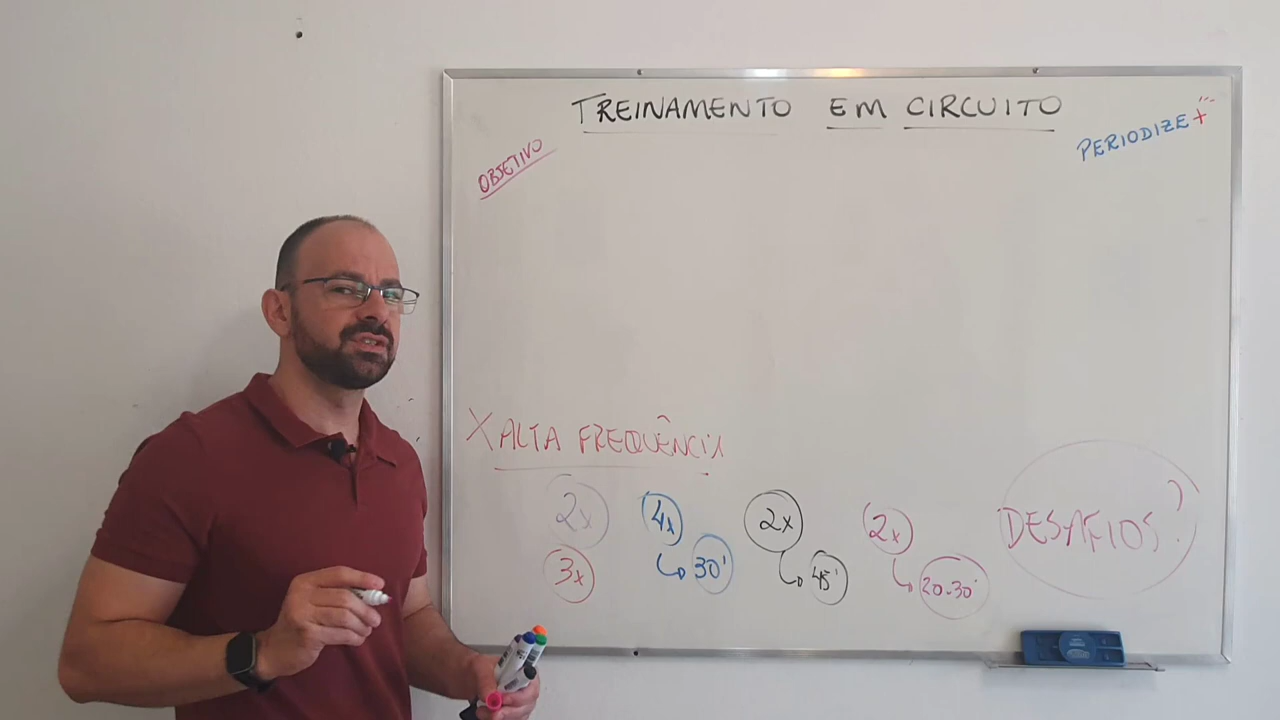 TREINAMENTO EM CIRCUITO
PERIODIZE+
OBJETIVO
X ALTA FREQUÊNCIA
2x 4x 2x 2x
3x 30' 45' 20-30'
DESAFIOS?